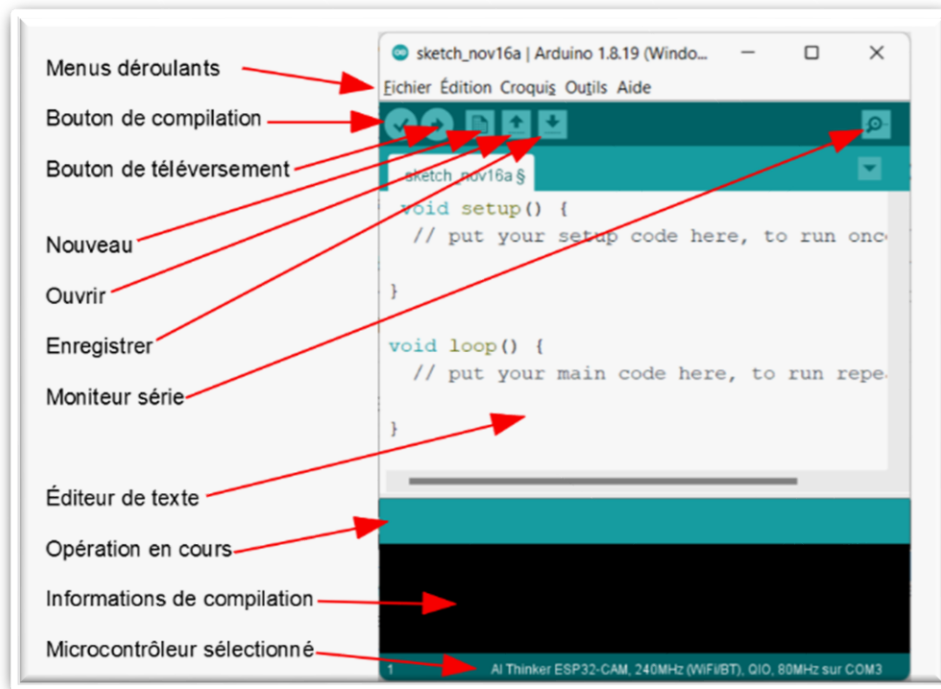 Menus déroulants
Bouton de compilation
Bouton de téléversement
Nouveau
Ouvrir
Enregistrer
Moniteur série
Éditeur de texte
Opération en cours
Informations de compilation
Microcontrôleur sélectionné
sketch_nov16a | Arduino 1.8.19 (Windo...
Fichier Édition Croquis Outils Aide
sketch_nov16a §
void setup() {
// put your setup code here, to run onc
}
void loop() {
// put your main code here, to run repe
}
1 AI Thinker ESP32-CAM, 240MHz (WiFi/BT), QIO, 80MHz sur COM3